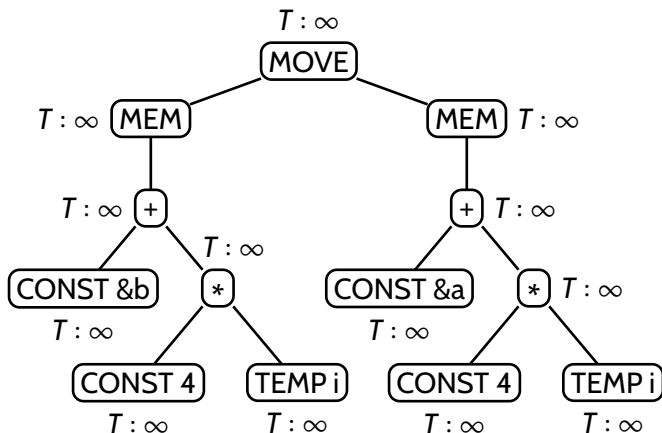 T : ∞
MOVE
T : ∞ MEM MEM T : ∞
T : ∞ + + T : ∞
T : ∞
CONST &b * CONST &a * T : ∞
T : ∞ T : ∞
CONST 4 TEMP i CONST 4 TEMP i
T : ∞ T : ∞ T : ∞ T : ∞